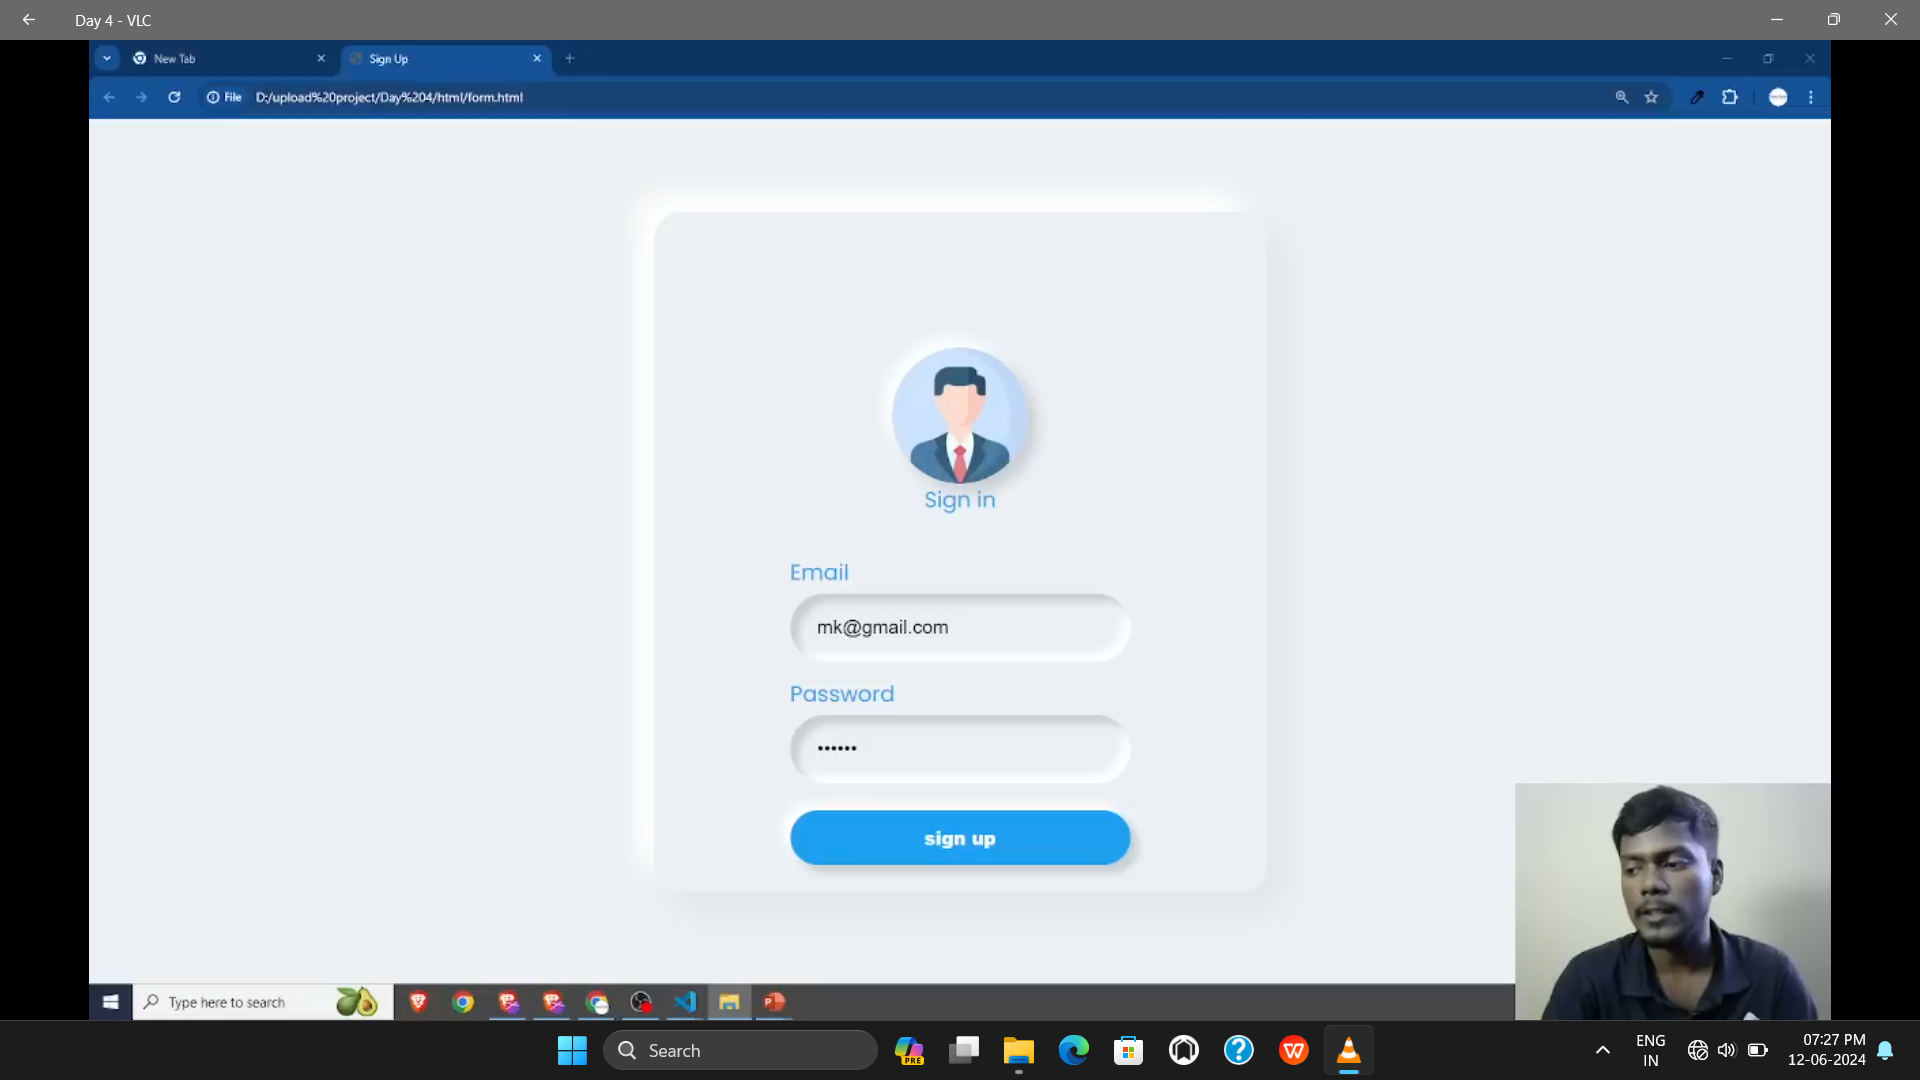 Day 4 - VLC
New Tab
Sign Up
File D:/upload%20project/Day%204/html/form.html
Sign in
Email
mk@gmail.com
Password
••••••
sign up
Type here to search
Search
PRE
ENG
IN
07:27 PM
12-06-2024